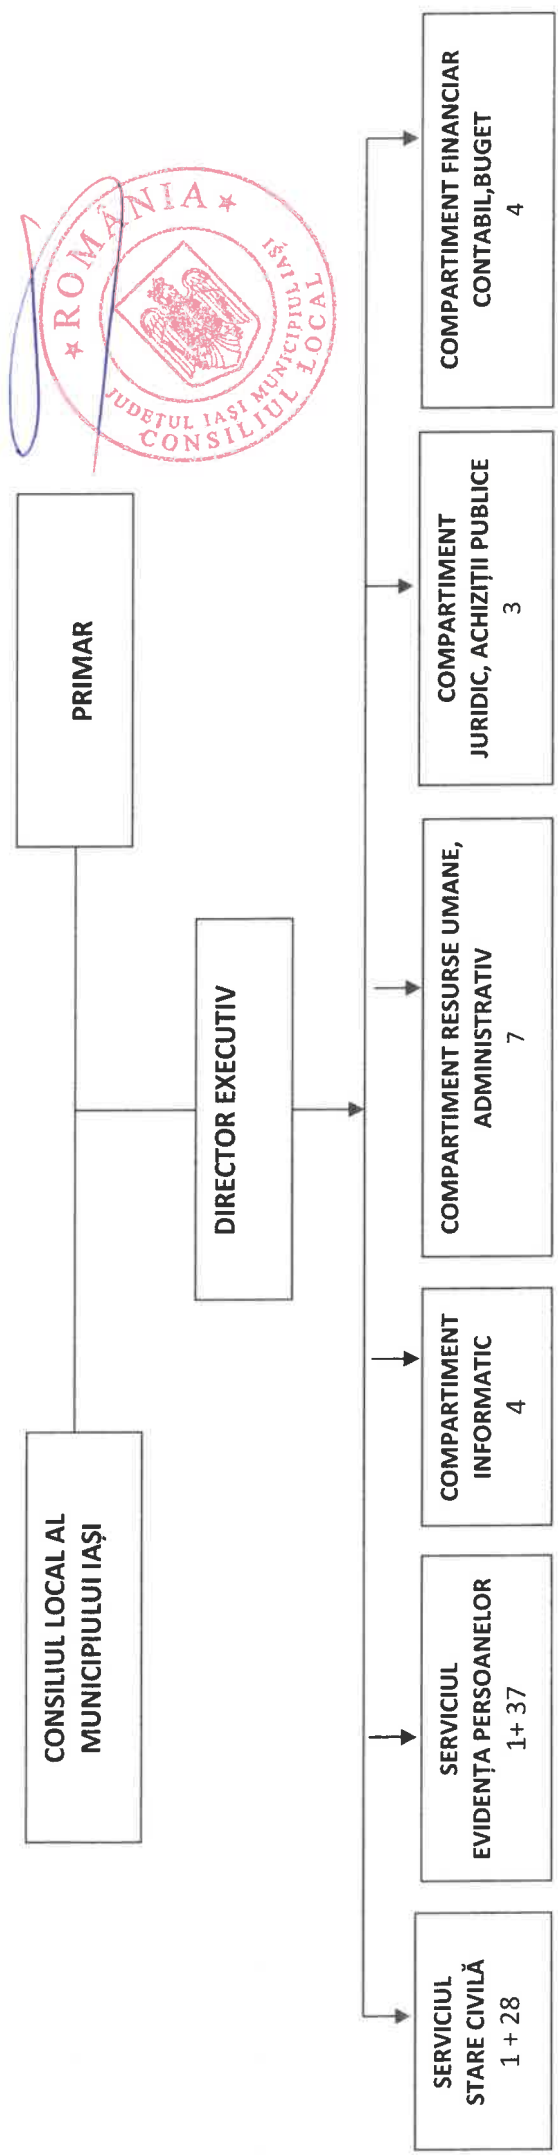 CONSILIUL LOCAL AL
MUNICIPIULUI IAȘI
PRIMAR
★ ROMÂNIA ★
JUDEȚUL IAȘI MUNICIPIUL IAȘI
CONSILIUL LOCAL
DIRECTOR EXECUTIV
SERVICIUL
STARE CIVILĂ
1 + 28
SERVICIUL
EVIDENȚA PERSOANELOR
1+ 37
COMPARTIMENT
INFORMATIC
4
COMPARTIMENT RESURSE UMANE,
ADMINISTRATIV
7
COMPARTIMENT
JURIDIC, ACHIZIȚII PUBLICE
3
COMPARTIMENT FINANCIAR
CONTABIL,BUGET
4